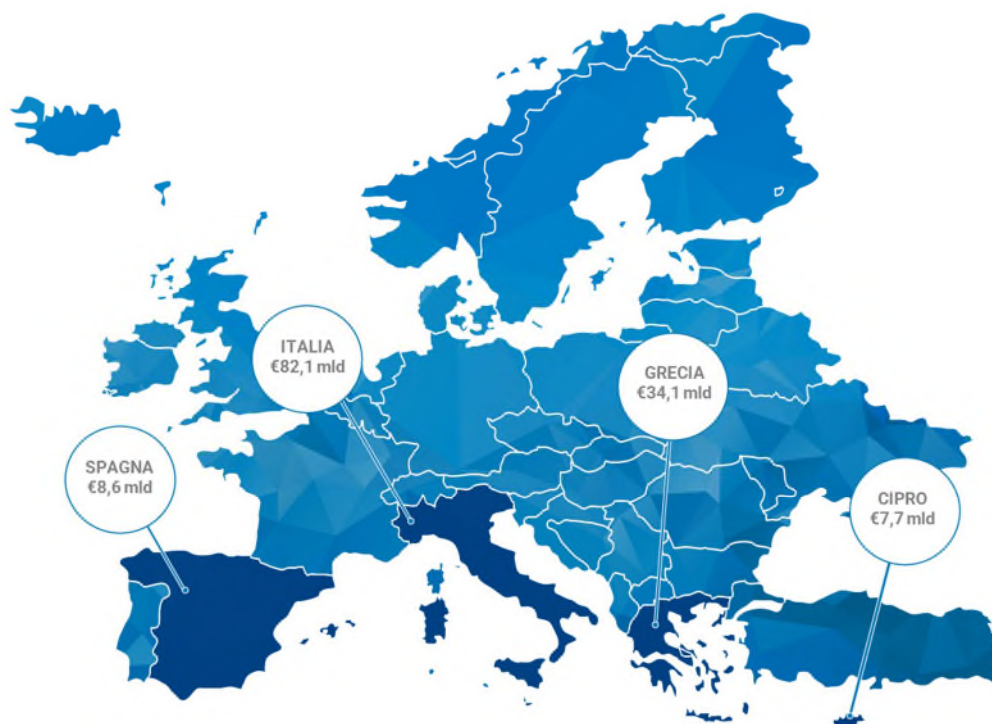 ITALIA
€82,1 mld
GRECIA
€34,1 mld
SPAGNA
€8,6 mld
CIPRO
€7,7 mld